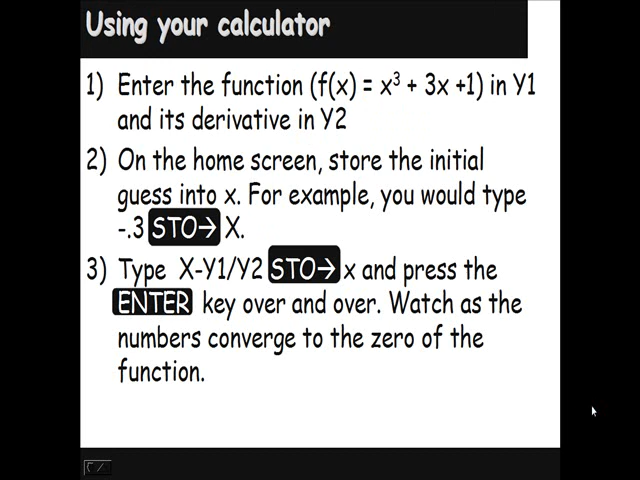 Using your calculator
1) Enter the function (f(x) = x³ + 3x +1) in Y1
and its derivative in Y2
2) On the home screen, store the initial
guess into x. For example, you would type
-.3 STO→ X.
3) Type X-Y1/Y2 STO→ x and press the
ENTER key over and over. Watch as the
numbers converge to the zero of the
function.